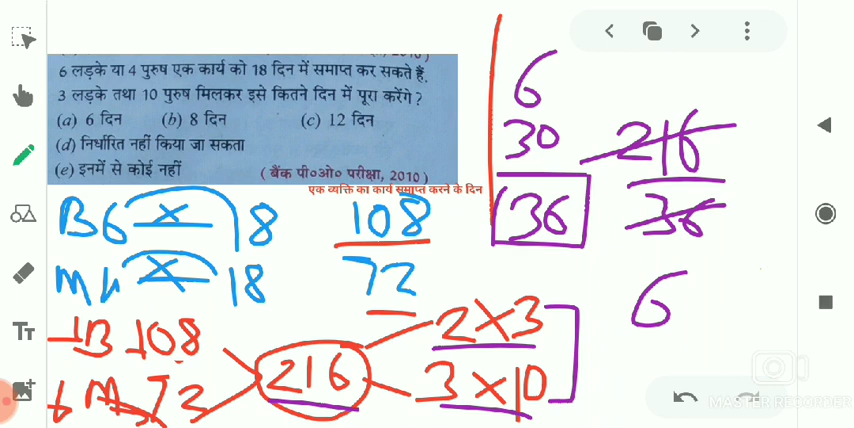 6 लड़के या 4 पुरुष एक कार्य को 18 दिन में समाप्त कर सकते हैं,
3 लड़के तथा 10 पुरुष मिलकर इसे कितने दिन में पूरा करेंगे ?
(a) 6 दिन (b) 8 दिन (c) 12 दिन
(d) निर्धारित नहीं किया जा सकता
(e) इनमें से कोई नहीं
( बैंक पी०ओ० परीक्षा, 2010 )
एक व्यक्ति का कार्य समाप्त करने के दिन
B 6 × 18
M 4 × 18
108
72
1B 108
1M 72
216
2×3
3×10
6
30
36
216
36
6
MASTER RECORDER